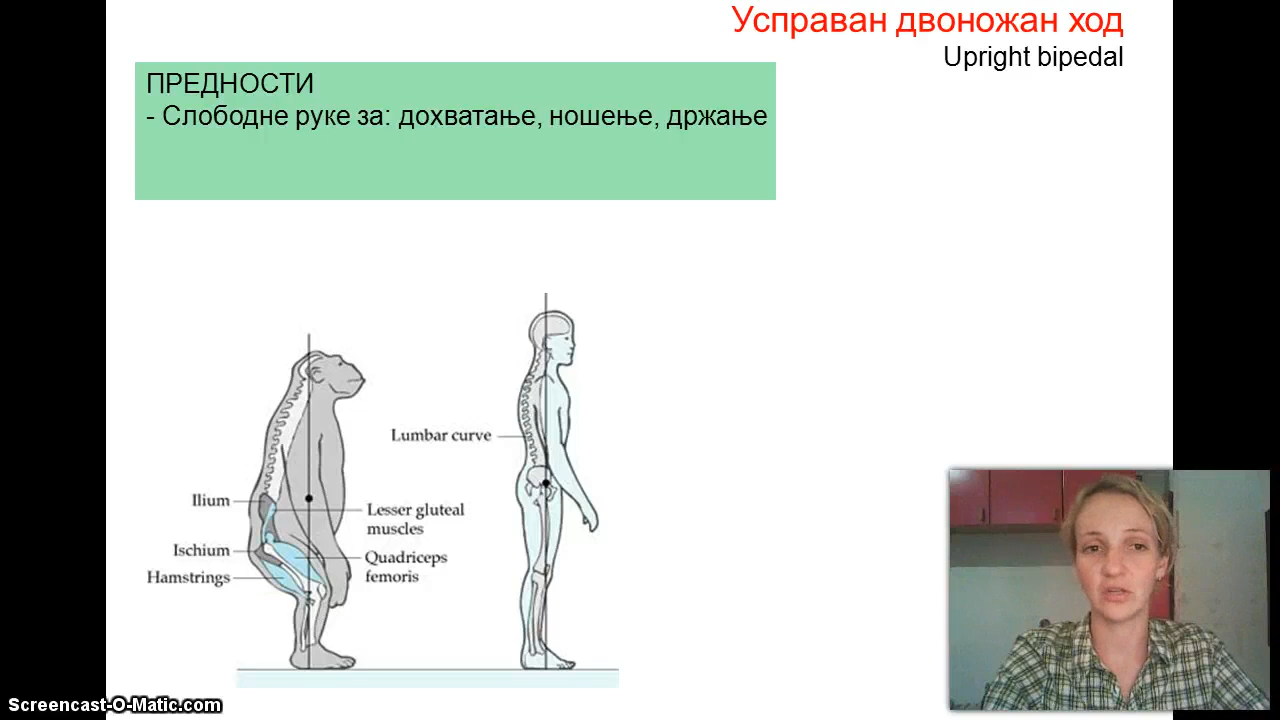 Усправан двоножан ход
Upright bipedal
ПРЕДНОСТИ
- Слободне руке за: дохватање, ношење, држање
Lumbar curve
Ilium
Lesser gluteal
muscles
Ischium
Quadriceps
femoris
Hamstrings
Screencast-O-Matic.com